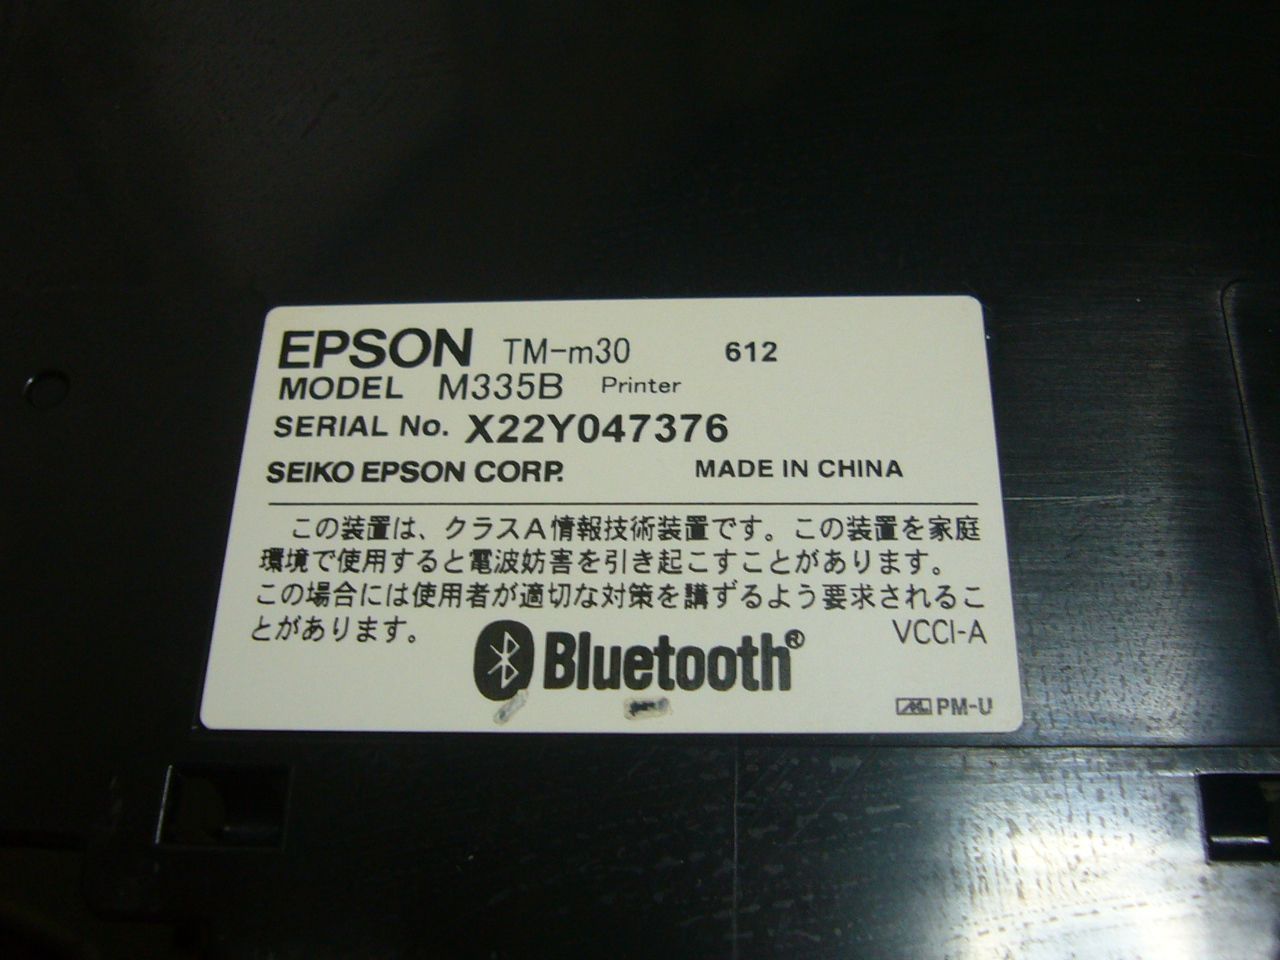 EPSON TM-m30 612
MODEL M335B Printer
SERIAL No. X22Y047376
SEIKO EPSON CORP. MADE IN CHINA
この装置は、クラスA情報技術装置です。この装置を家庭
環境で使用すると電波妨害を引き起こすことがあります。
この場合には使用者が適切な対策を講ずるよう要求されるこ
とがあります。 VCCI-A
Bluetooth®
PM-U